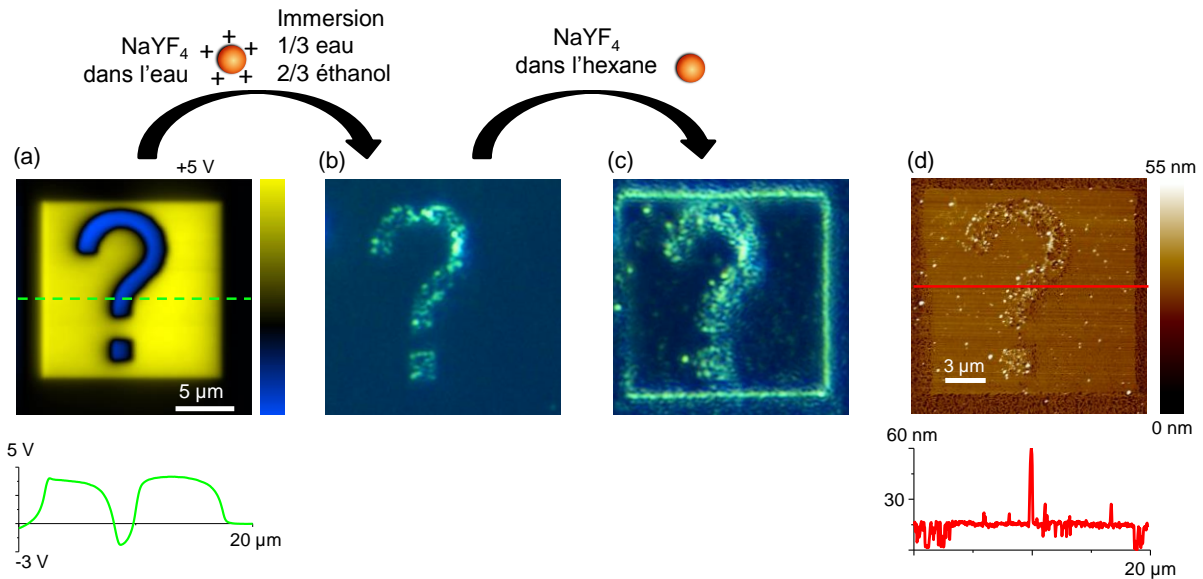 NaYF4
dans l'eau
+ + + + +
Immersion
1/3 eau
2/3 éthanol
NaYF4
dans l'hexane
(a)
+5 V
(b)
(c)
(d)
55 nm
5 µm
3 µm
0 nm
5 V
-3 V
20 µm
60 nm
30
20 µm